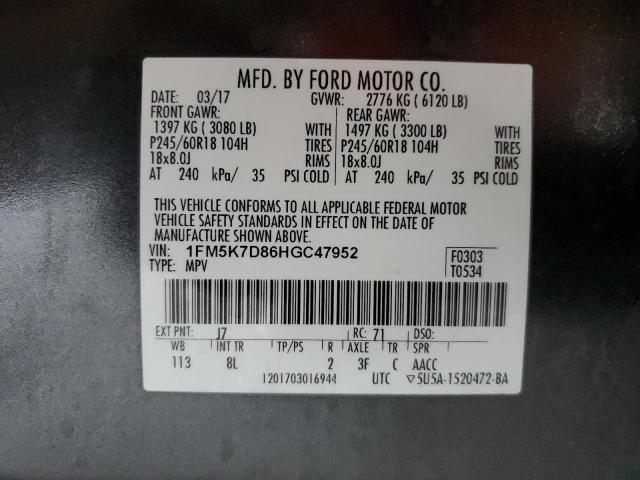 MFD. BY FORD MOTOR CO.
DATE: 03/17 GVWR: 2776 KG ( 6120 LB)
FRONT GAWR: REAR GAWR:
1397 KG ( 3080 LB) WITH 1497 KG ( 3300 LB) WITH
P245/60R18 104H TIRES P245/60R18 104H TIRES
18x8.0J RIMS 18x8.0J RIMS
AT 240 kPa/ 35 PSI COLD AT 240 kPa/ 35 PSI COLD
THIS VEHICLE CONFORMS TO ALL APPLICABLE FEDERAL MOTOR
VEHICLE SAFETY STANDARDS IN EFFECT ON THE DATE OF
MANUFACTURE SHOWN ABOVE.
VIN: 1FM5K7D86HGC47952 F0303
TYPE: MPV T0534
EXT PNT: J7 RC: 71 DSO:
WB INT TR TP/PS R AXLE TR SPR
113 8L 2 3F C AACC
1201703016944 UTC ▽5U5A-1520472-BA